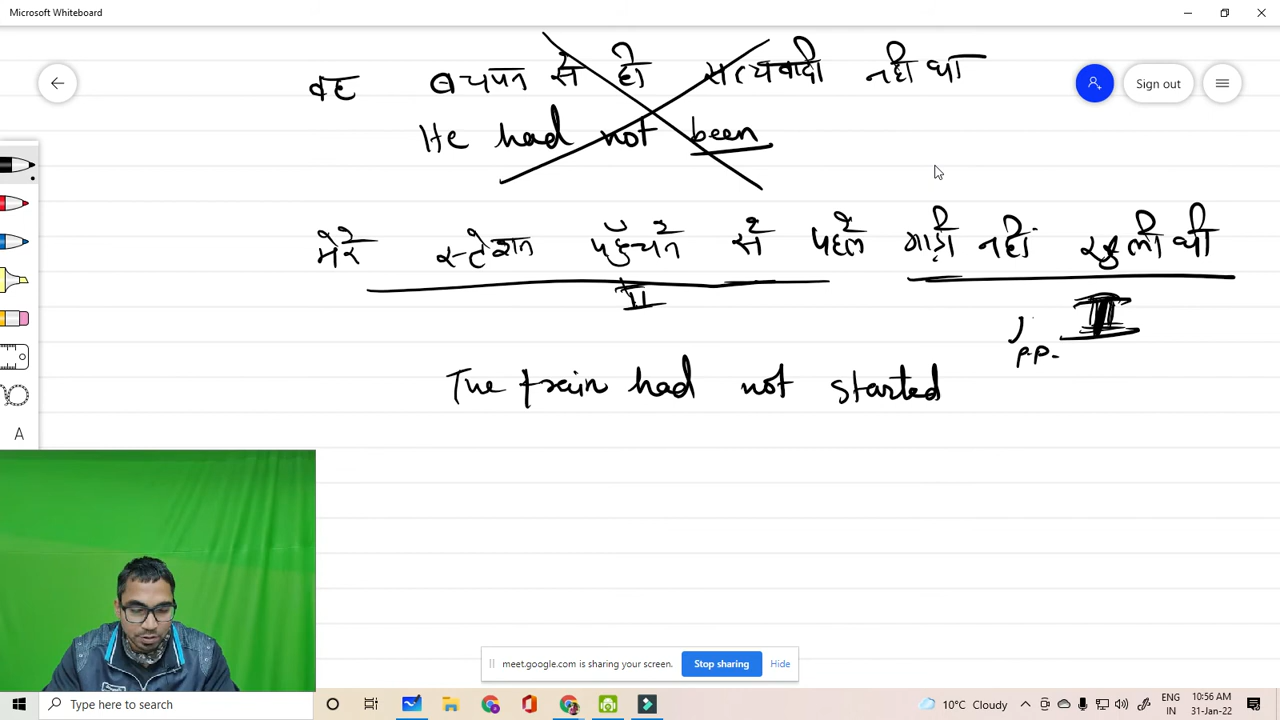 Microsoft Whiteboard
वह बचपन से ही सत्यवादी नही था
Sign out
He had not been
मेरे स्टेशन पहुँचने से पहले गाड़ी नही खुली थी
II
I
P.P.
The train had not started
A
meet.google.com is sharing your screen. Stop sharing Hide
Type here to search
10°C Cloudy
ENG
IN
10:56 AM
31-Jan-22